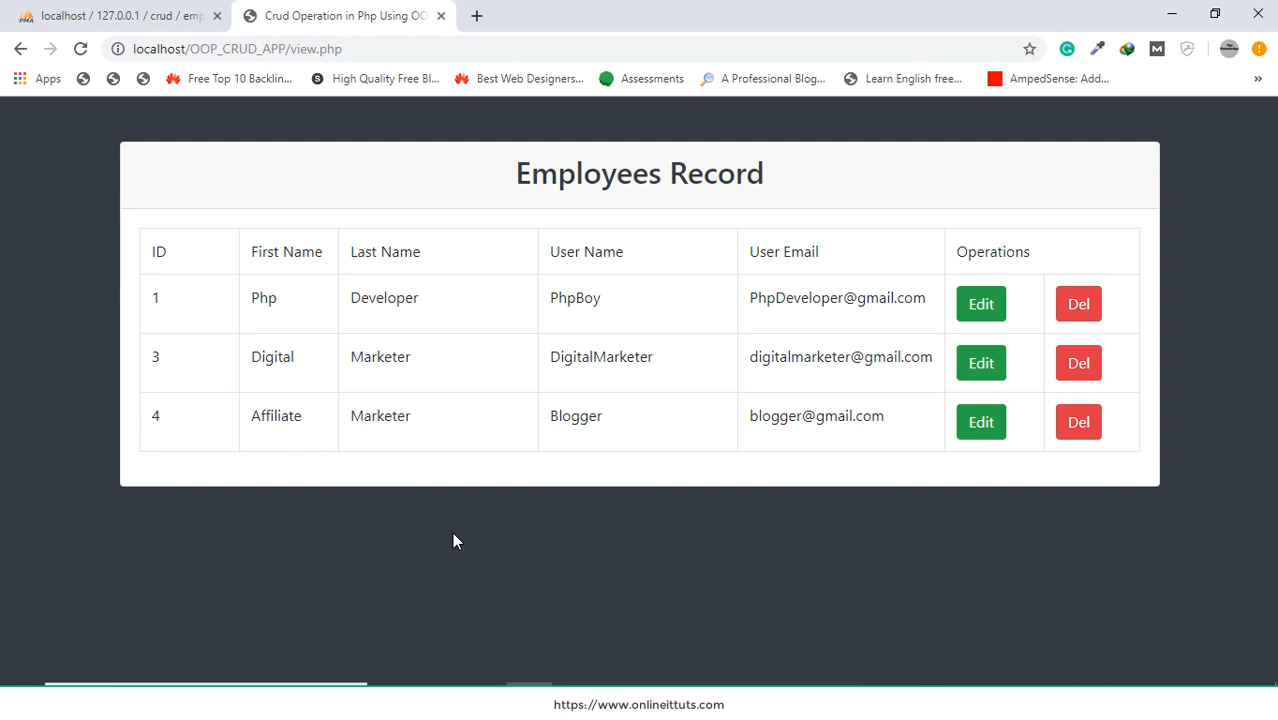 localhost / 127.0.0.1 / crud / emp
Crud Operation in Php Using OO
localhost/OOP_CRUD_APP/view.php
Apps
Free Top 10 Backlin...
High Quality Free Bl...
Best Web Designers...
Assessments
A Professional Blog...
Learn English free...
AmpedSense: Add...
»
Employees Record
ID First Name Last Name User Name User Email Operations
1 Php Developer PhpBoy PhpDeveloper@gmail.com Edit Del
3 Digital Marketer DigitalMarketer digitalmarketer@gmail.com Edit Del
4 Affiliate Marketer Blogger blogger@gmail.com Edit Del
https://www.onlineittuts.com